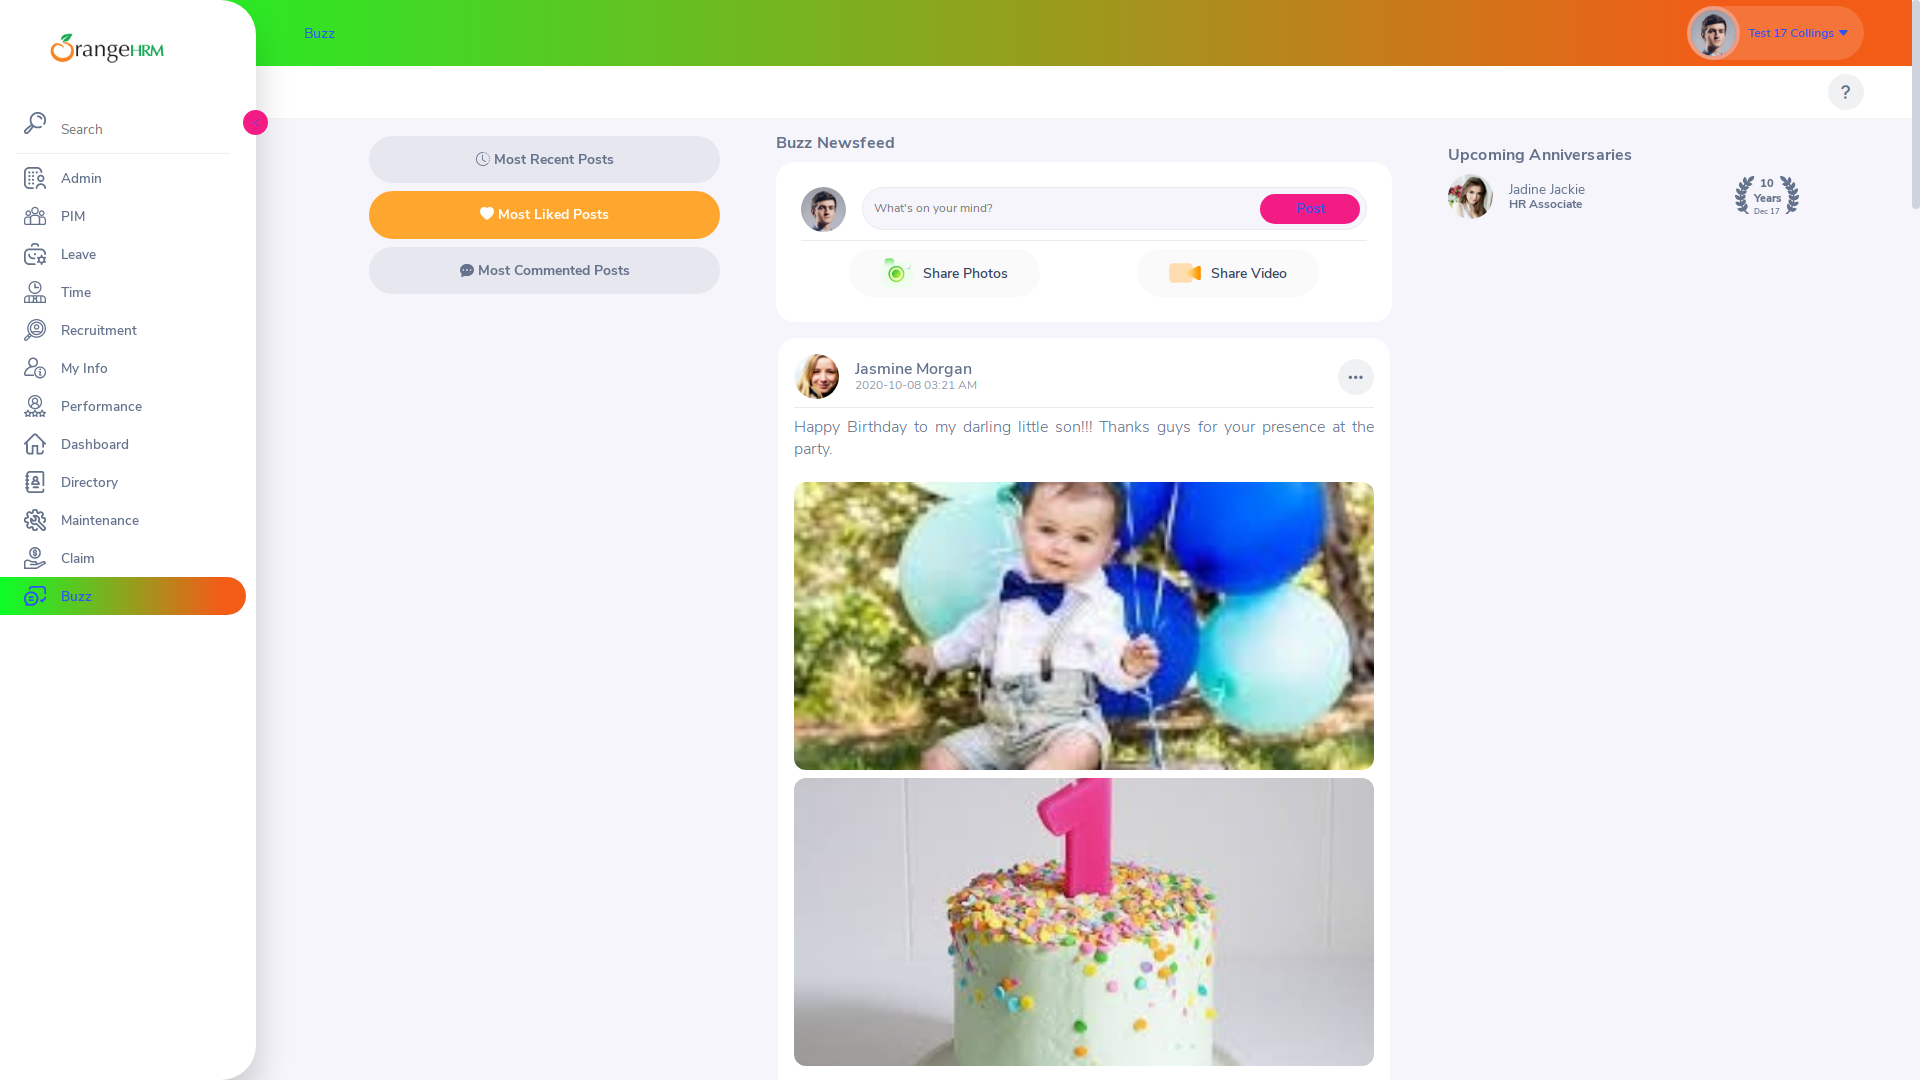 OrangeHRM
Search
Admin
PIM
Leave
Time
Recruitment
My Info
Performance
Dashboard
Directory
Maintenance
Claim
Buzz
Buzz
Test 17 Collings
?
Most Recent Posts
Most Liked Posts
Most Commented Posts
Buzz Newsfeed
What's on your mind?
Post
Share Photos
Share Video
Jasmine Morgan
2020-10-08 03:21 AM
Happy Birthday to my darling little son!!! Thanks guys for your presence at the
party.
1
Upcoming Anniversaries
Jadine Jackie
HR Associate
10
Years
Dec 17